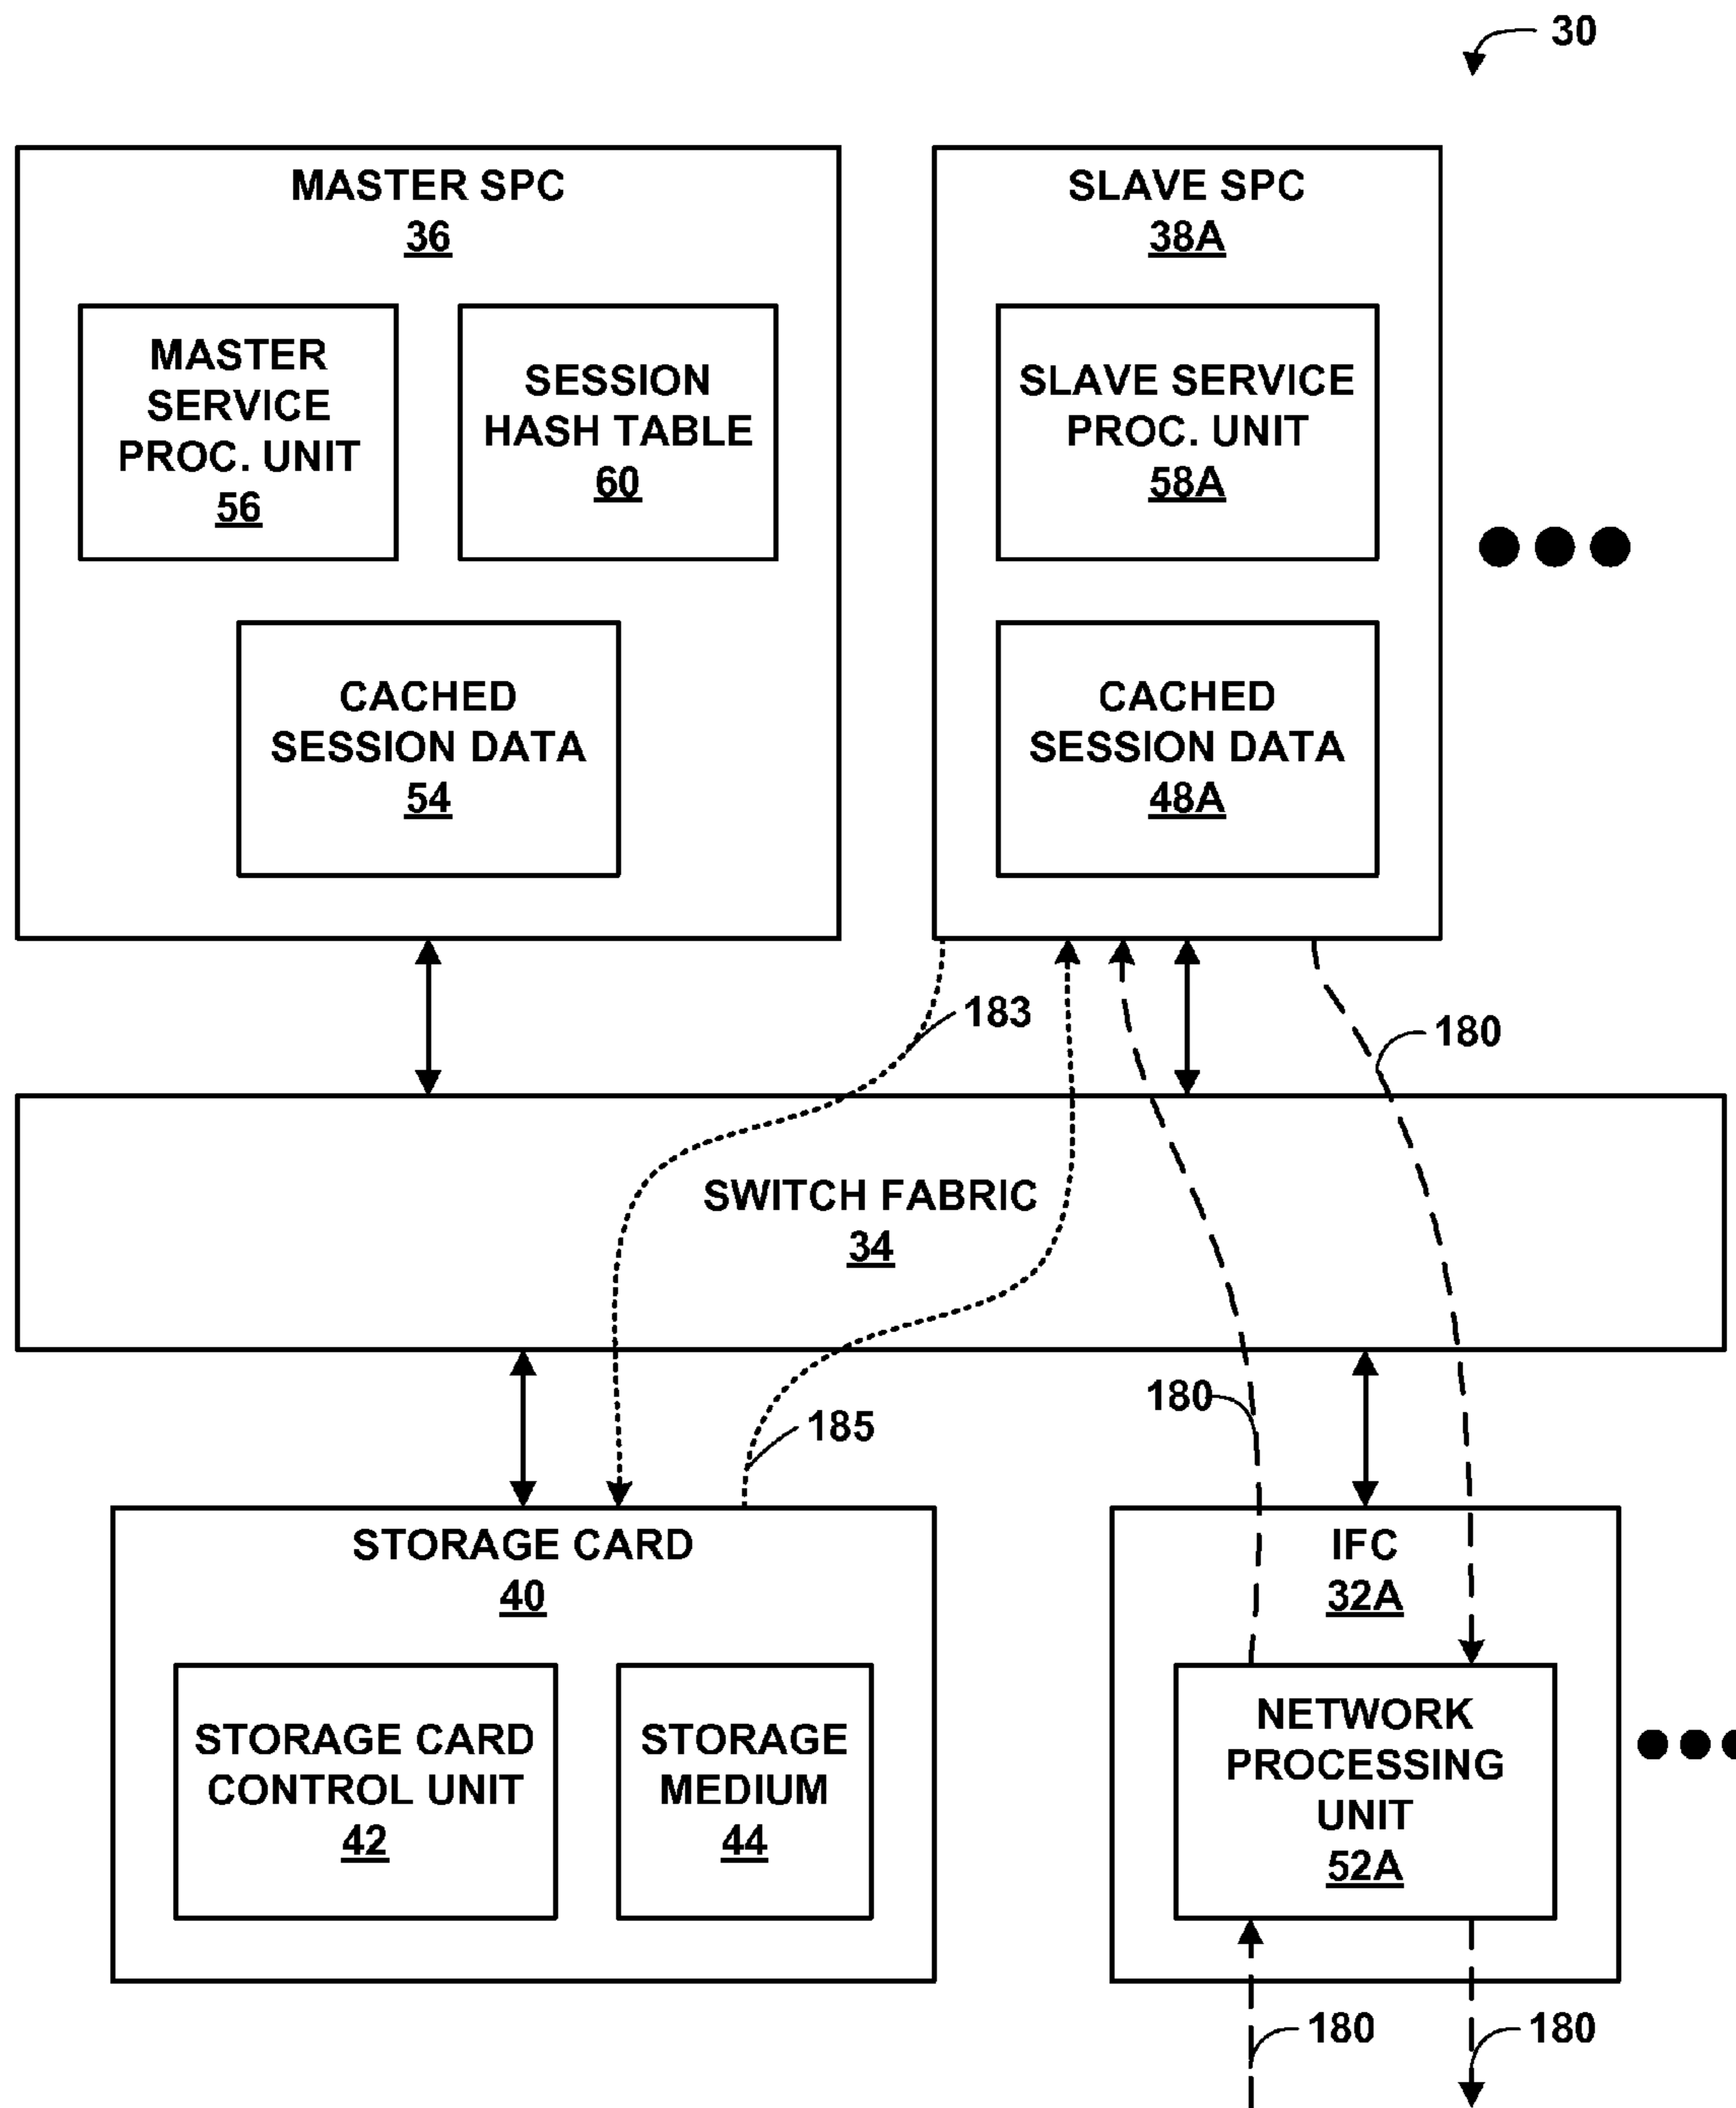 30
MASTER SPC
36
MASTER
SERVICE
PROC. UNIT
56
SESSION
HASH TABLE
60
CACHED
SESSION DATA
54
SLAVE SPC
38A
SLAVE SERVICE
PROC. UNIT
58A
CACHED
SESSION DATA
48A
183
180
SWITCH FABRIC
34
180
185
STORAGE CARD
40
STORAGE CARD
CONTROL UNIT
42
STORAGE
MEDIUM
44
IFC
32A
NETWORK
PROCESSING
UNIT
52A
180
180